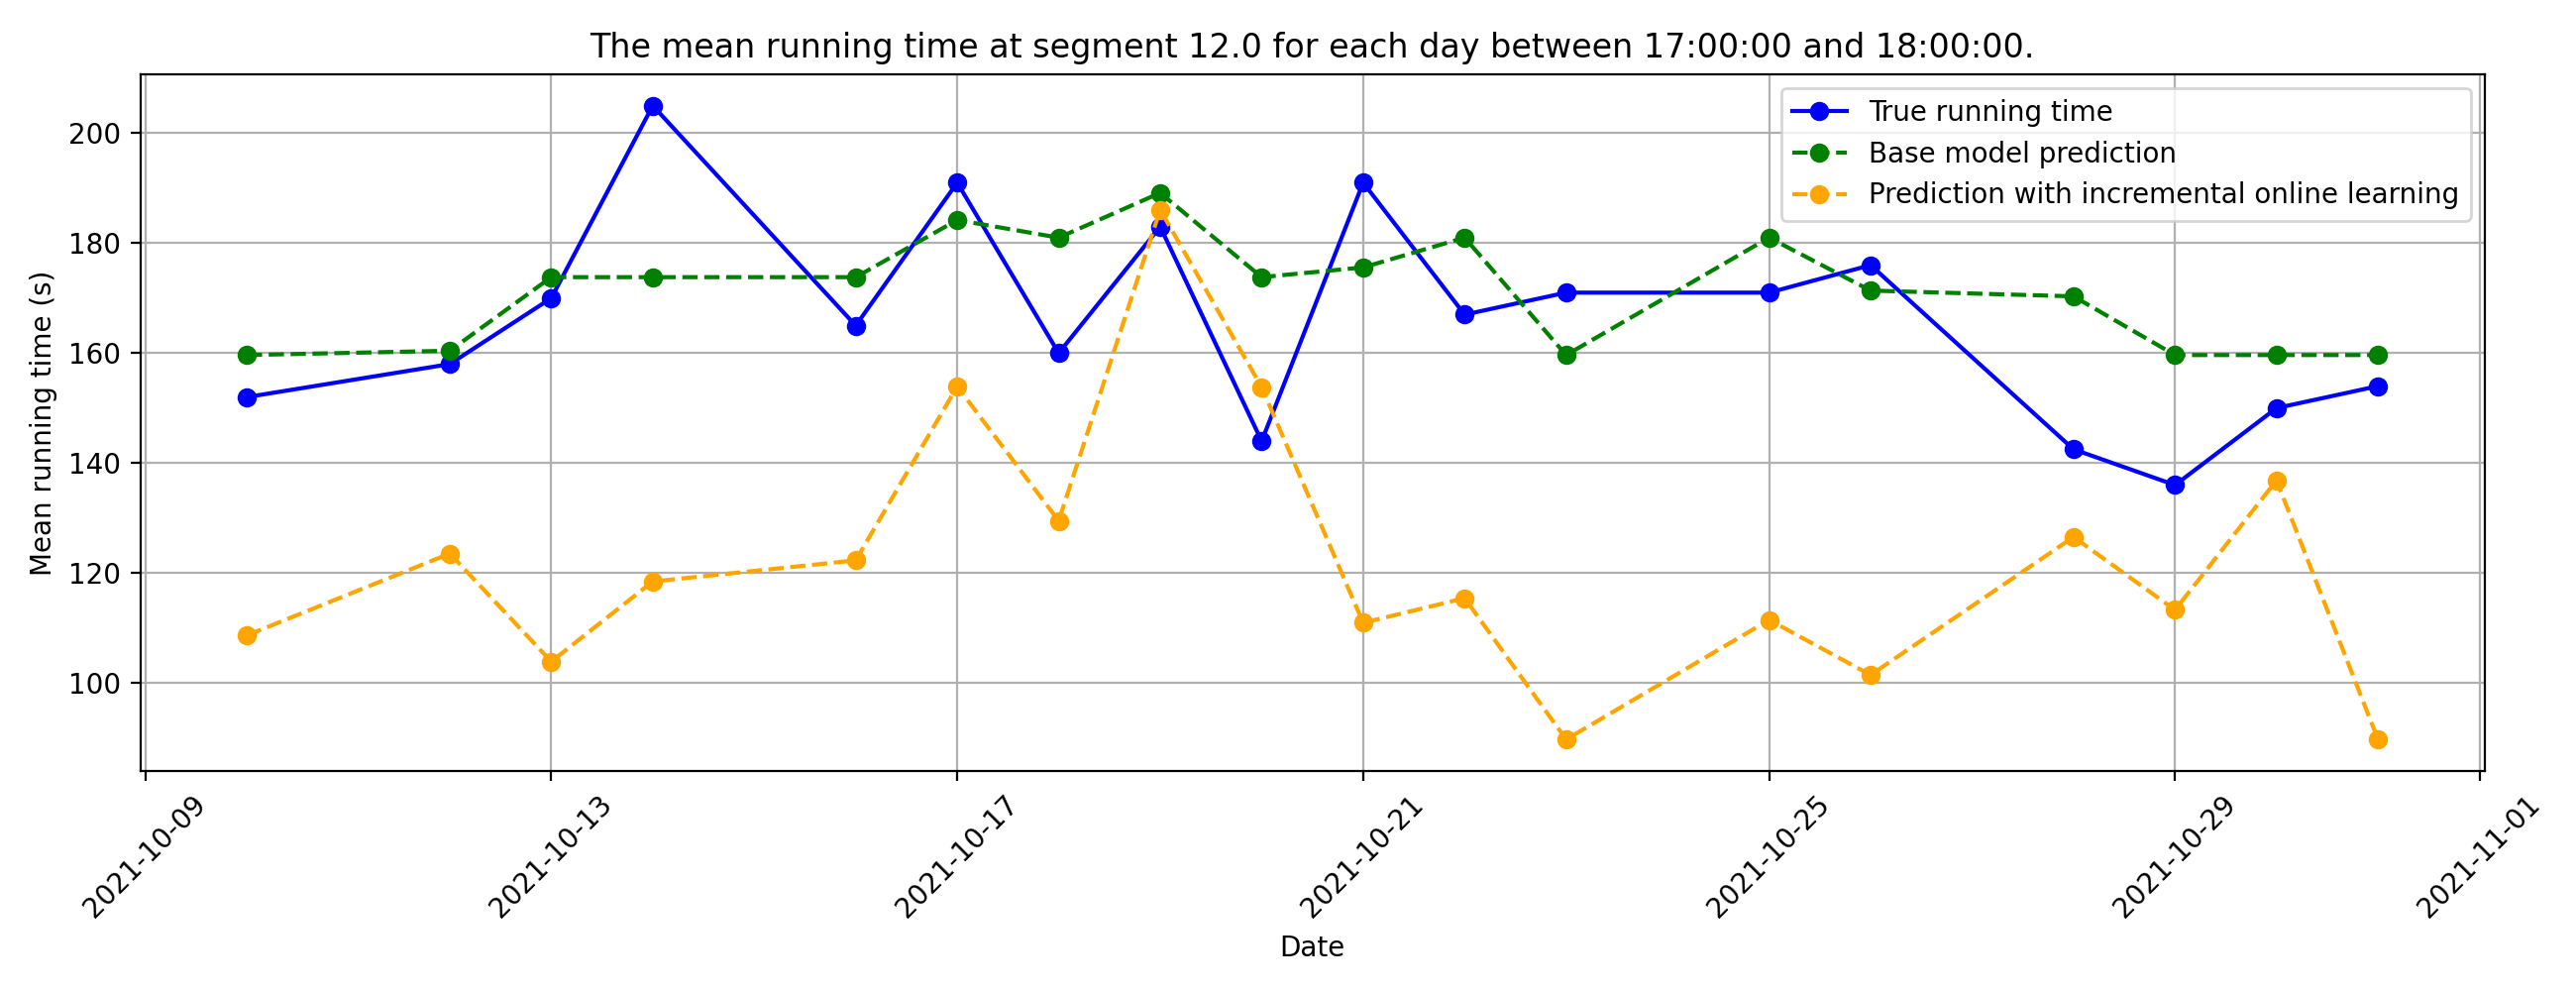 The mean running time at segment 12.0 for each day between 17:00:00 and 18:00:00.
True running time
Base model prediction
Prediction with incremental online learning
Mean running time (s)
200
180
160
140
120
100
2021-10-09
2021-10-13
2021-10-17
2021-10-21
2021-10-25
2021-10-29
2021-11-01
Date